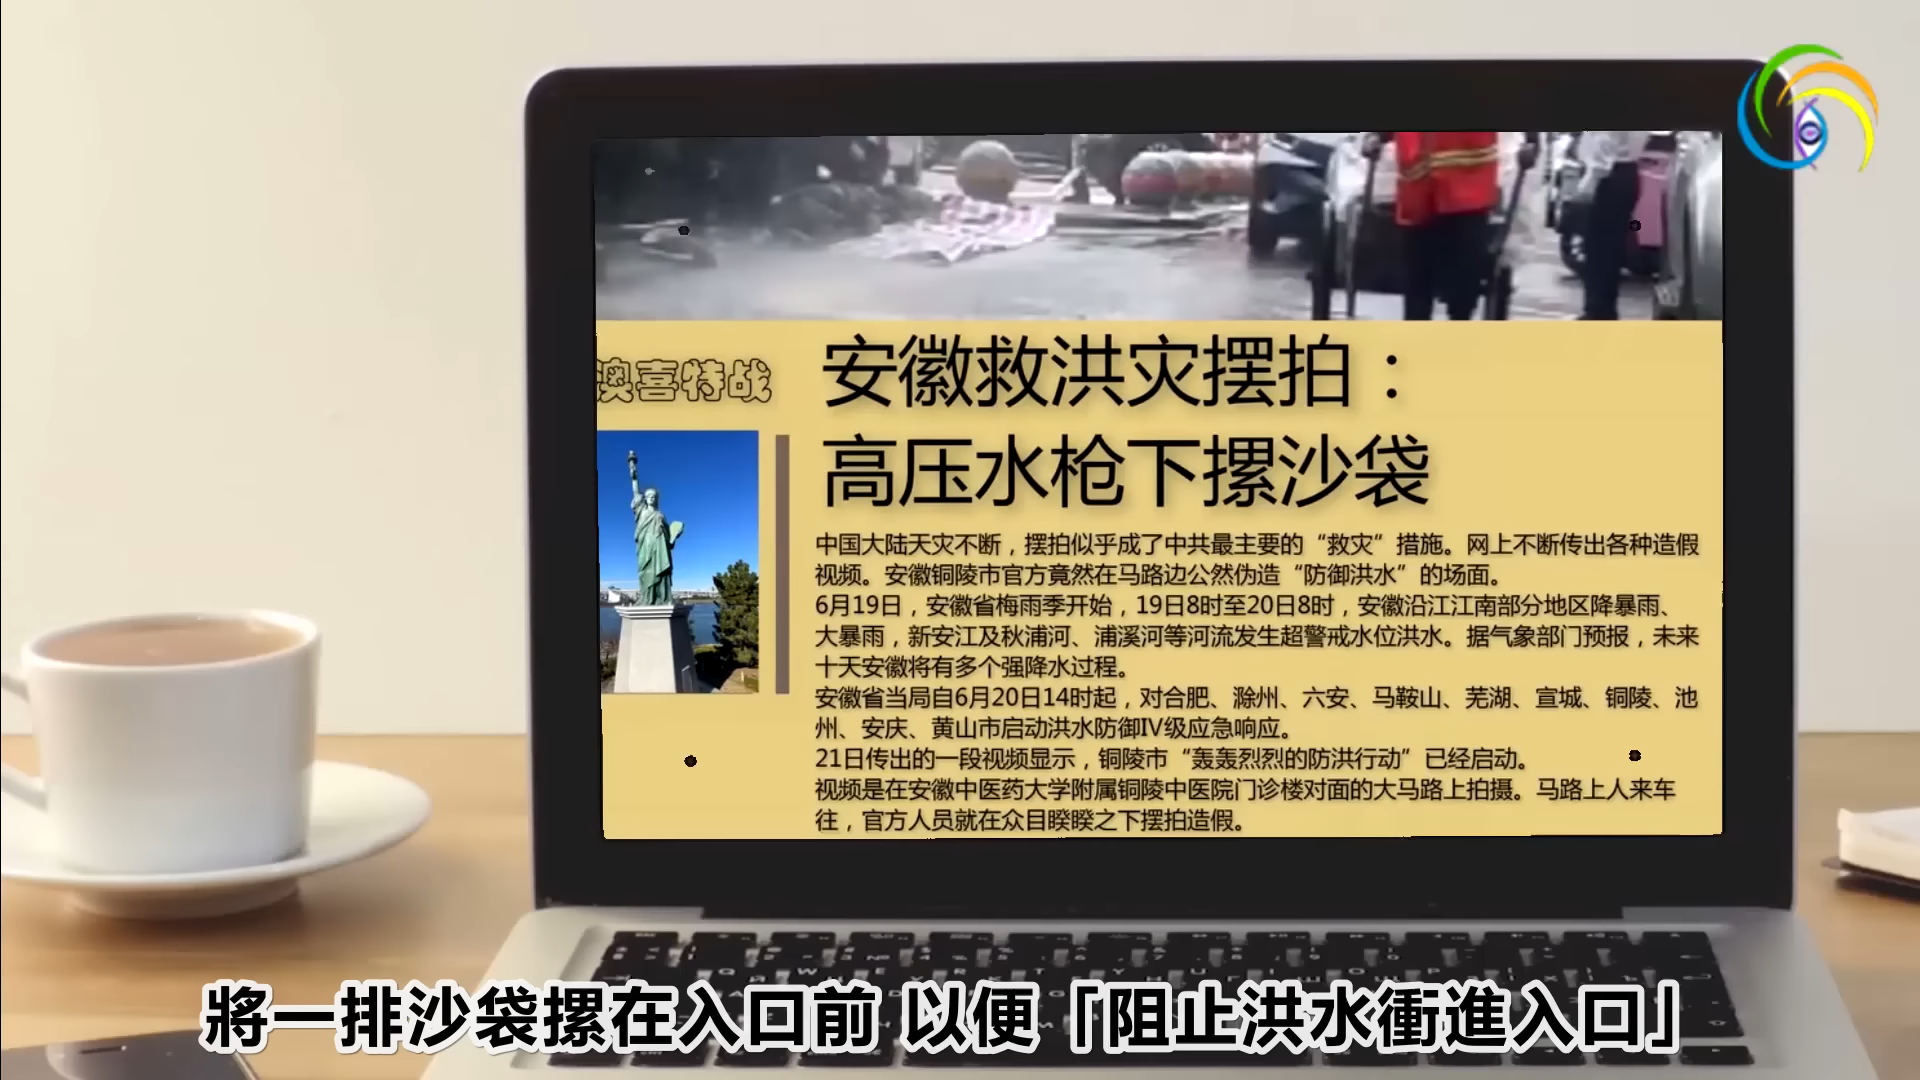 澳喜特战
安徽救洪灾摆拍：
高压水枪下摞沙袋
中国大陆天灾不断，摆拍似乎成了中共最主要的“救灾”措施。网上不断传出各种造假
视频。安徽铜陵市官方竟然在马路边公然伪造“防御洪水”的场面。
6月19日，安徽省梅雨季开始，19日8时至20日8时，安徽沿江江南部分地区降暴雨、
大暴雨，新安江及秋浦河、浦溪河等河流发生超警戒水位洪水。据气象部门预报，未来
十天安徽将有多个强降水过程。
安徽省当局自6月20日14时起，对合肥、滁州、六安、马鞍山、芜湖、宣城、铜陵、池
州、安庆、黄山市启动洪水防御IV级应急响应。
21日传出的一段视频显示，铜陵市“轰轰烈烈的防洪行动”已经启动。
视频是在安徽中医药大学附属铜陵中医院门诊楼对面的大马路上拍摄。马路上人来车
往，官方人员就在众目睽睽之下摆拍造假。
將一排沙袋摞在入口前 以便「阻止洪水衝進入口」